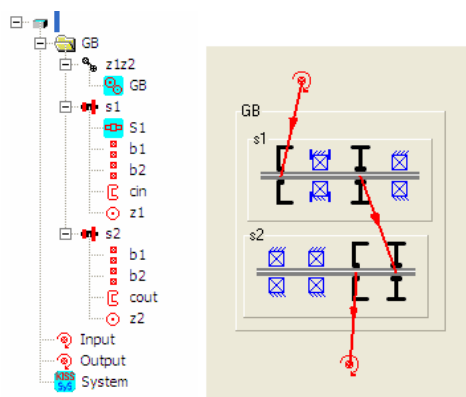 GB
z1z2
GB
s1
S1
b1
b2
cin
z1
s2
b1
b2
cout
z2
Input
Output
KISS
SyS
System
GB
s1
s2